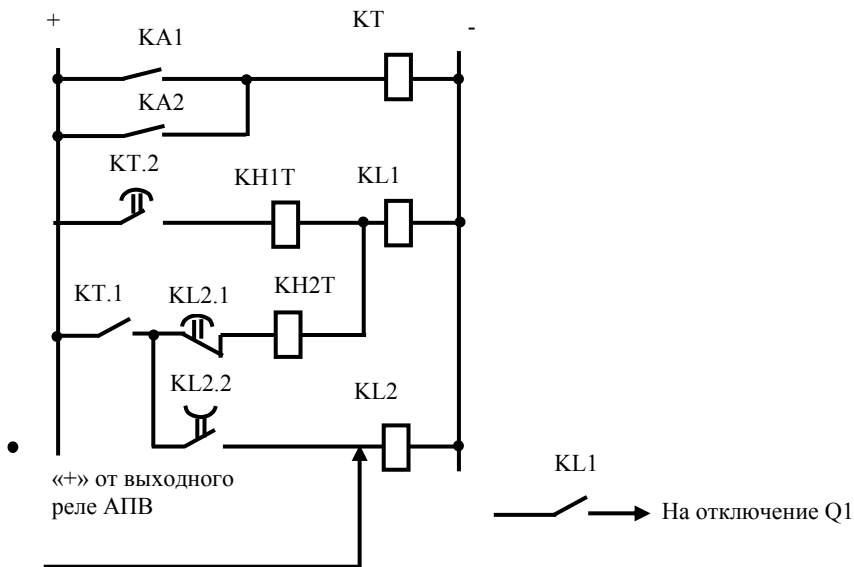 +
KT
-
KA1
KA2
KT.2
KH1T
KL1
KT.1
KL2.1
KH2T
KL2.2
KL2
«+» от выходного
реле АПВ
KL1
На отключение Q1